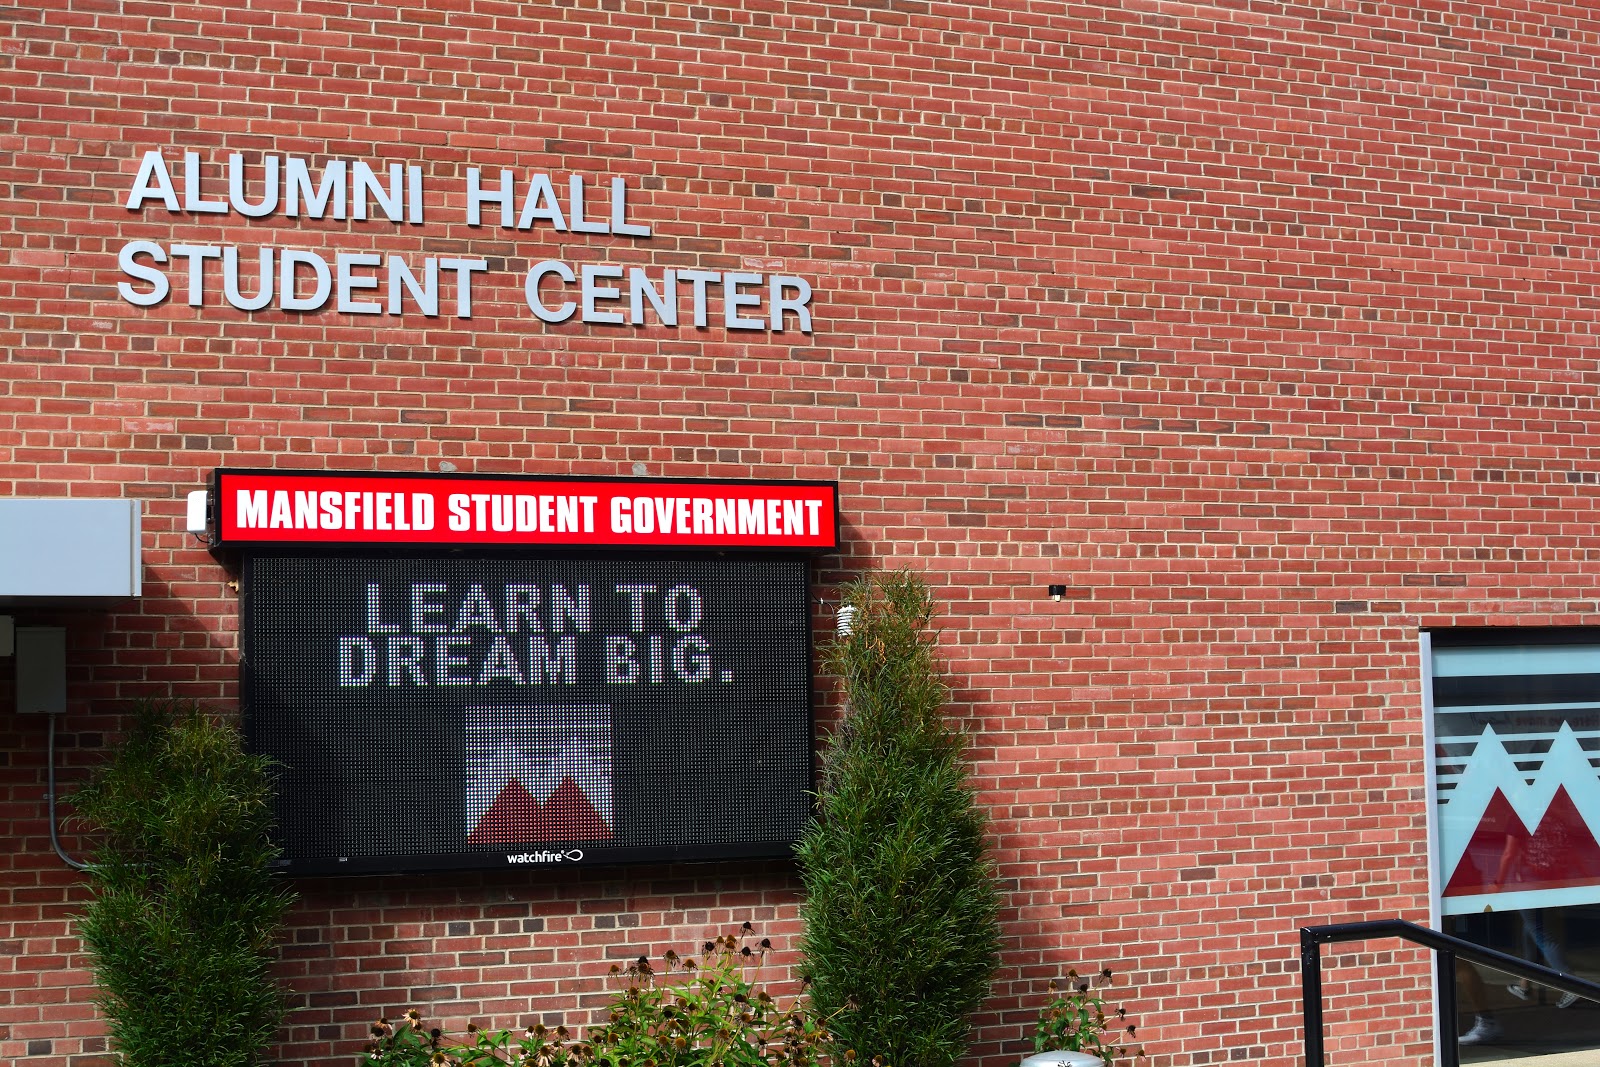 ALUMNI HALL
STUDENT CENTER
MANSFIELD STUDENT GOVERNMENT
LEARN TO
DREAM BIG.
watchfire